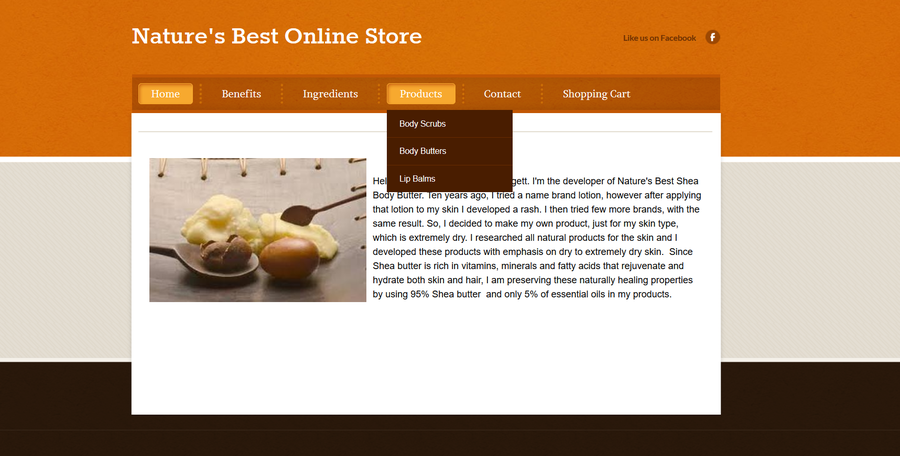 Nature's Best Online Store
Like us on Facebook
Home Benefits Ingredients Products Contact Shopping Cart
Body Scrubs
Body Butters
Lip Balms
I'm the developer of Nature's Best Shea
Body Butter. Ten years ago, I tried a name brand lotion, however after applying
that lotion to my skin I developed a rash. I then tried few more brands, with the
same result. So, I decided to make my own product, just for my skin type,
which is extremely dry. I researched all natural products for the skin and I
developed these products with emphasis on dry to extremely dry skin. Since
Shea butter is rich in vitamins, minerals and fatty acids that rejuvenate and
hydrate both skin and hair, I am preserving these naturally healing properties
by using 95% Shea butter and only 5% of essential oils in my products.